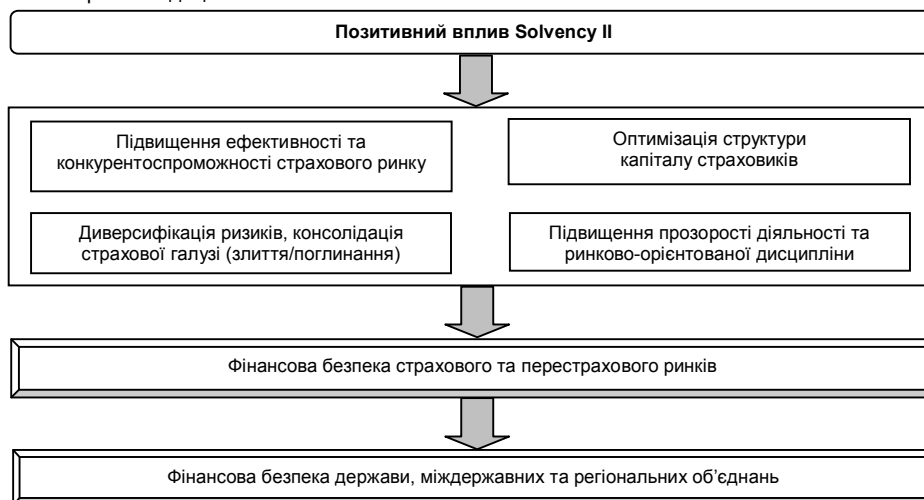 Позитивний вплив Solvency II
Підвищення ефективності та
конкурентоспроможності страхового ринку
Оптимізація структури
капіталу страховиків
Диверсифікація ризиків, консолідація
страхової галузі (злиття/поглинання)
Підвищення прозорості діяльності та
ринково-орієнтованої дисципліни
Фінансова безпека страхового та перестрахового ринків
Фінансова безпека держави, міждержавних та регіональних об’єднань